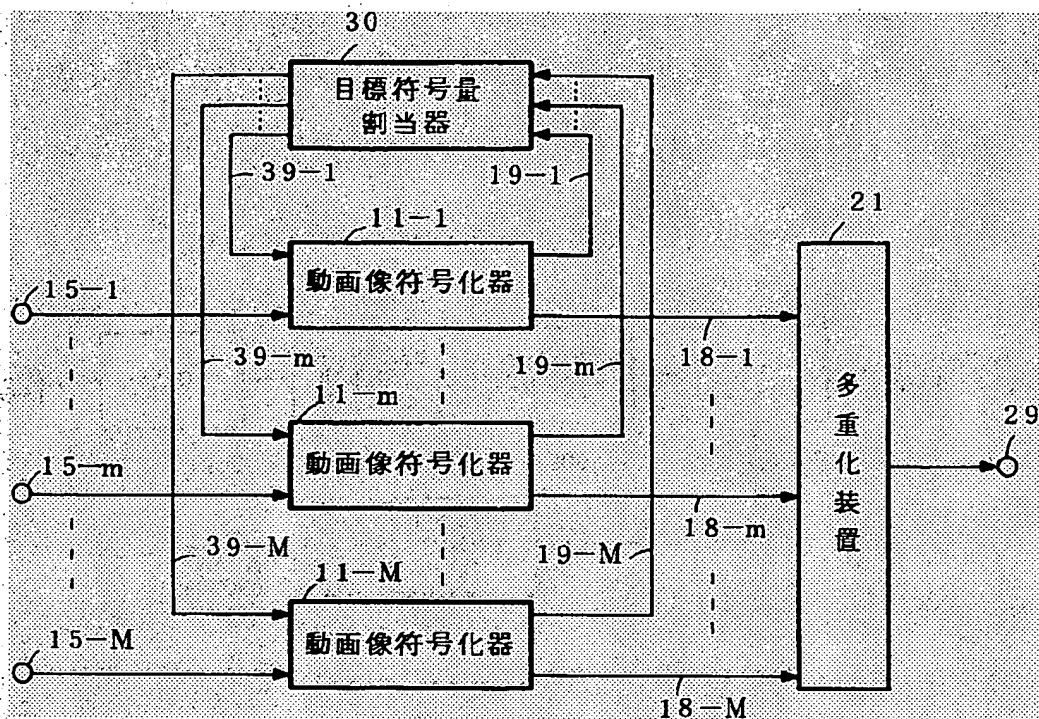 30
目標符号量
割当器
39-1
19-1
21
11-1
動画像符号化器
15-1
18-1
39-m
19-m
11-m
多重化装置
29
動画像符号化器
15-m
18-m
39-M
19-M
11-M
動画像符号化器
15-M
18-M